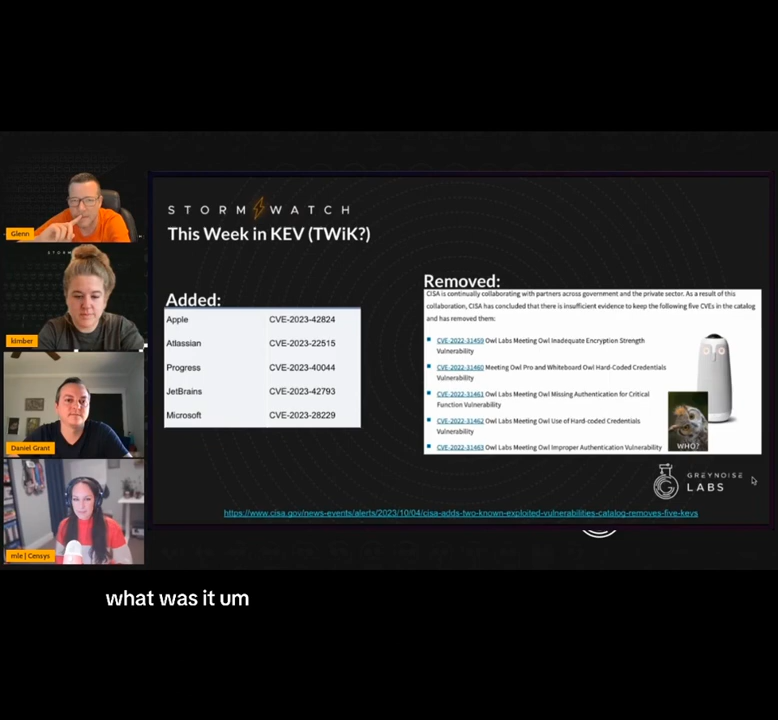 STORM WATCH
This Week in KEV (TWiK?)
Glenn
kimber
Daniel Grant
mle | Censys
Added:
Apple CVE-2023-42824
Atlassian CVE-2023-22515
Progress CVE-2023-40044
JetBrains CVE-2023-42793
Microsoft CVE-2023-28229
Removed:
CISA is continually collaborating with partners across government and the private sector. As a result of this
collaboration, CISA has concluded that there is insufficient evidence to keep the following five CVEs in the catalog
and has removed them:
CVE-2022-31459 Owl Labs Meeting Owl Inadequate Encryption Strength
Vulnerability
CVE-2022-31460 Meeting Owl Pro and Whiteboard Owl Hard-Coded Credentials
Vulnerability
CVE-2022-31461 Owl Labs Meeting Owl Missing Authentication for Critical
Function Vulnerability
CVE-2022-31462 Owl Labs Meeting Owl Use of Hard-coded Credentials
Vulnerability
CVE-2022-31463 Owl Labs Meeting Owl Improper Authentication Vulnerability
WHO?
GREYNOISE
LABS
https://www.cisa.gov/news-events/alerts/2023/10/04/cisa-adds-two-known-exploited-vulnerabilities-catalog-removes-five-kevs
what was it um